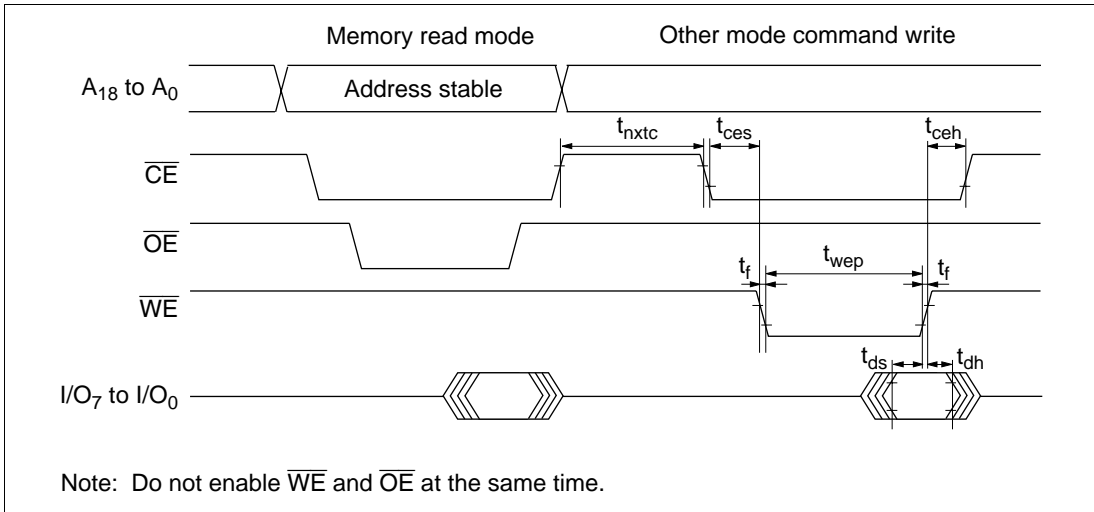 Memory read mode Other mode command write
A18 to A0 Address stable
tnxtc tces tceh
CE
OE
tf twep tf
WE
tds tdh
I/O7 to I/O0
Note: Do not enable WE and OE at the same time.